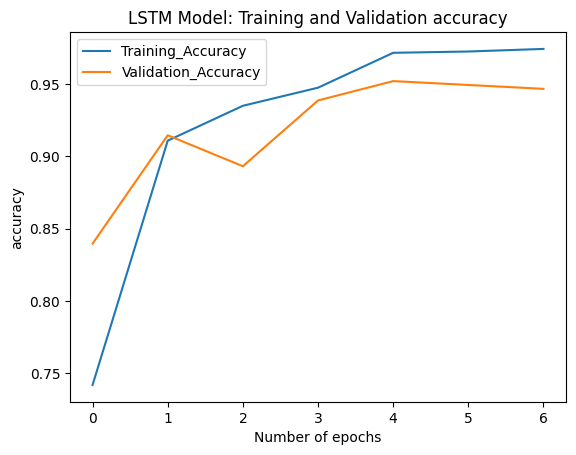 LSTM Model: Training and Validation accuracy
Training_Accuracy
Validation_Accuracy
0.95
0.90
0.85
0.80
0.75
accuracy
0 1 2 3 4 5 6
Number of epochs